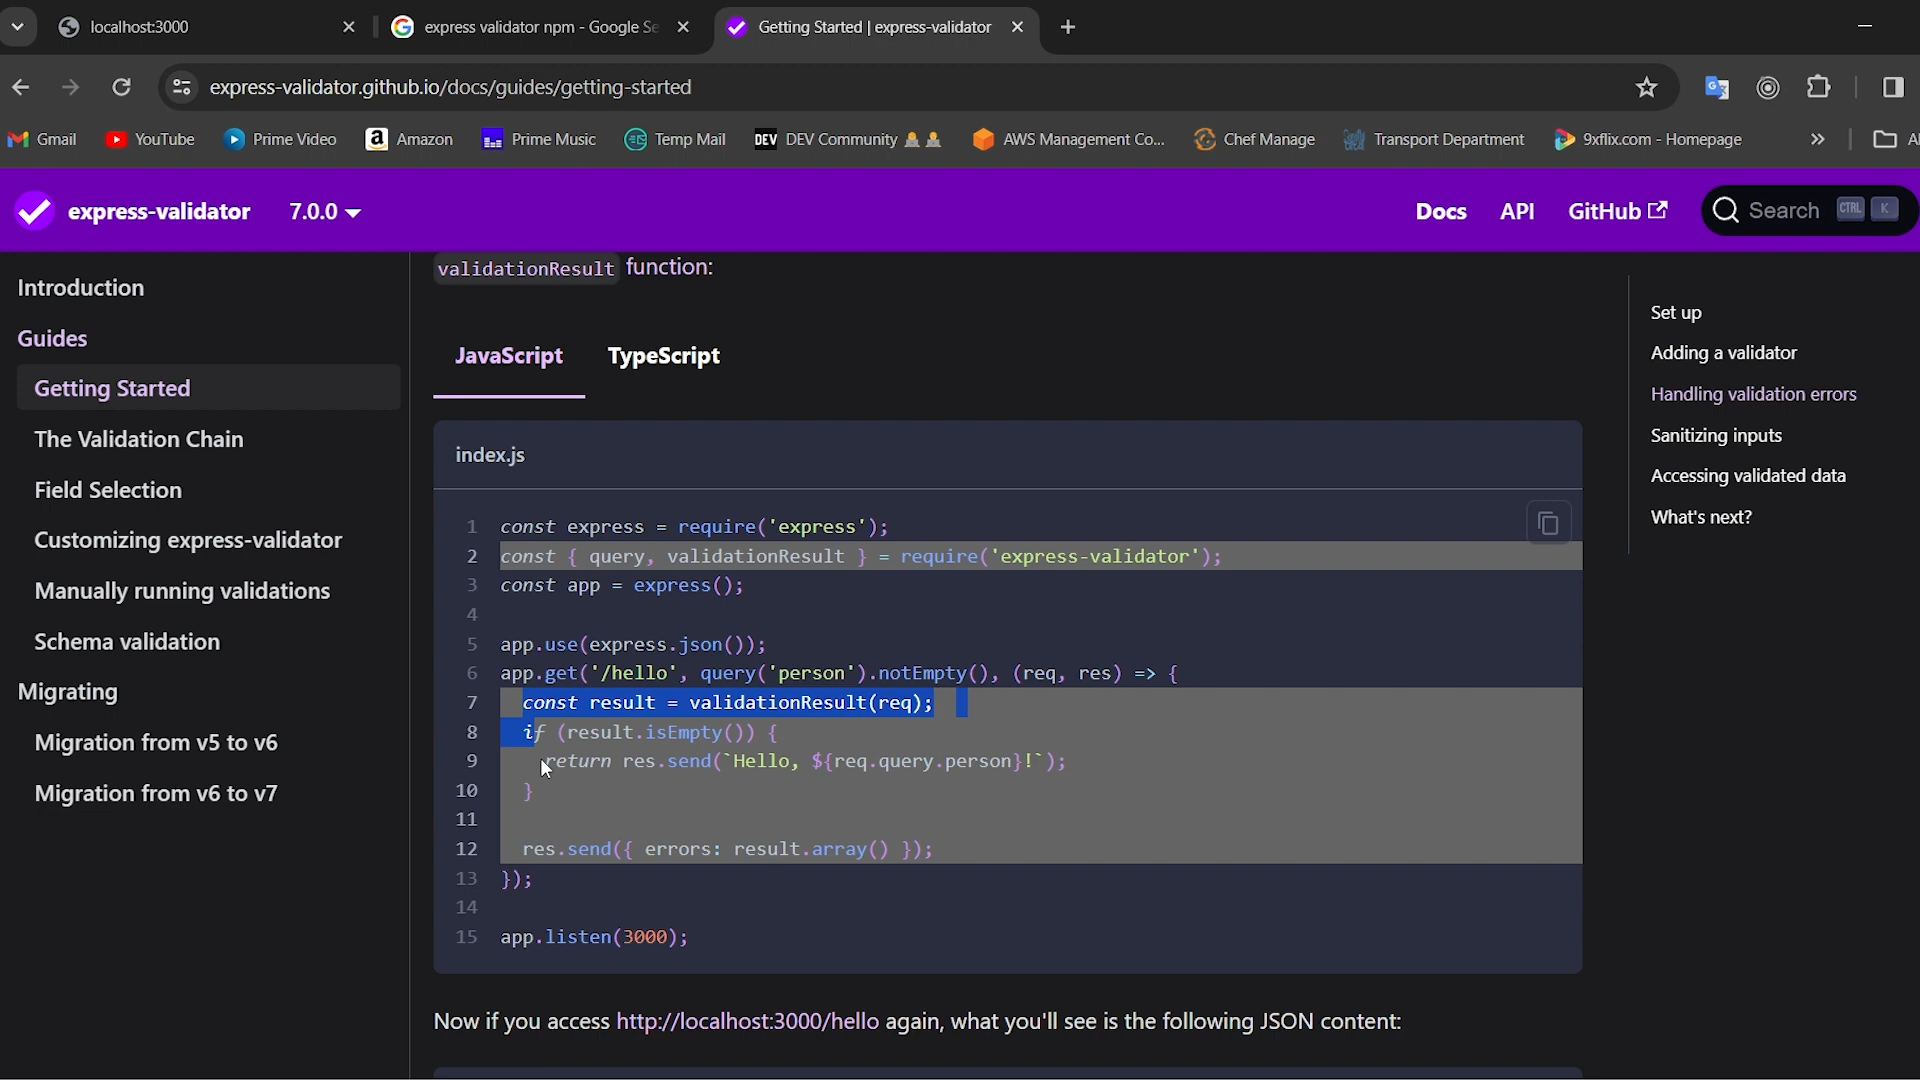 localhost:3000
express validator npm - Google Se
Getting Started | express-validator
express-validator.github.io/docs/guides/getting-started
Gmail
YouTube
Prime Video
Amazon
Prime Music
Temp Mail
DEV Community
AWS Management Co...
Chef Manage
Transport Department
9xflix.com - Homepage
express-validator
7.0.0
Docs
API
GitHub
Search CTRL K
Introduction
Guides
Getting Started
The Validation Chain
Field Selection
Customizing express-validator
Manually running validations
Schema validation
Migrating
Migration from v5 to v6
Migration from v6 to v7
validationResult function:
JavaScript
TypeScript
index.js
1 const express = require('express');
2 const { query, validationResult } = require('express-validator');
3 const app = express();
4
5 app.use(express.json());
6 app.get('/hello', query('person').notEmpty(), (req, res) => {
7 const result = validationResult(req);
8 if (result.isEmpty()) {
9 return res.send(`Hello, ${req.query.person}!`);
10 }
11
12 res.send({ errors: result.array() });
13 });
14
15 app.listen(3000);
Now if you access http://localhost:3000/hello again, what you'll see is the following JSON content:
Set up
Adding a validator
Handling validation errors
Sanitizing inputs
Accessing validated data
What's next?